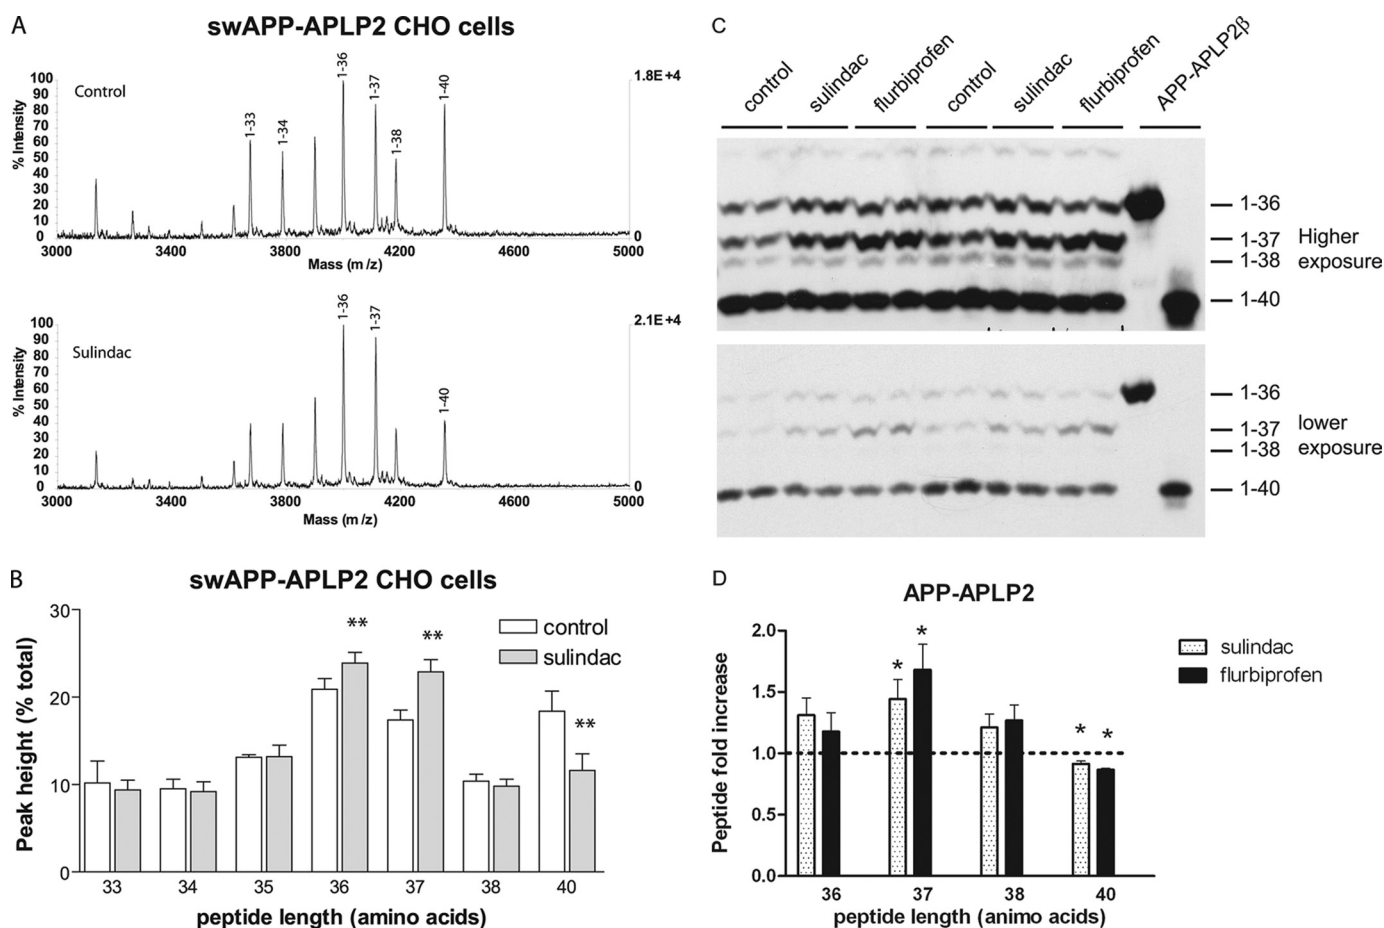 A
swAPP-APLP2 CHO cells
100
90
80
70
60
50
40
30
20
10
0
% Intensity
Control
1-33
1-34
1-36
1-37
1-38
1-40
1.8E+4
0
3000
3400
3800
4200
4600
5000
Mass (m/z)
100
90
80
70
60
50
40
30
20
10
0
% Intensity
Sulindac
1-36
1-37
1-40
2.1E+4
0
3000
3400
3800
4200
4600
5000
Mass (m/z)
B
swAPP-APLP2 CHO cells
30
20
10
0
Peak height (% total)
**
**
**
control
sulindac
33
34
35
36
37
38
40
peptide length (amino acids)
C
control
sulindac
flurbiprofen
control
sulindac
flurbiprofen
APP-APLP2β
1-36
1-37
1-38
1-40
Higher
exposure
1-36
1-37
1-38
1-40
lower
exposure
D
APP-APLP2
2.0
1.5
1.0
0.5
0.0
Peptide fold increase
*
*
*
*
sulindac
flurbiprofen
36
37
38
40
peptide length (animo acids)